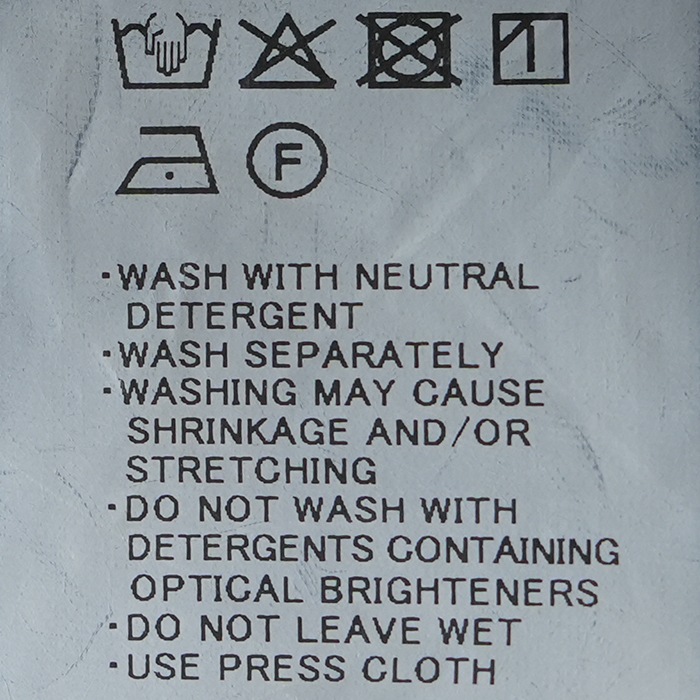 F
·WASH WITH NEUTRAL
DETERGENT
·WASH SEPARATELY
·WASHING MAY CAUSE
SHRINKAGE AND/OR
STRETCHING
·DO NOT WASH WITH
DETERGENTS CONTAINING
OPTICAL BRIGHTENERS
·DO NOT LEAVE WET
·USE PRESS CLOTH